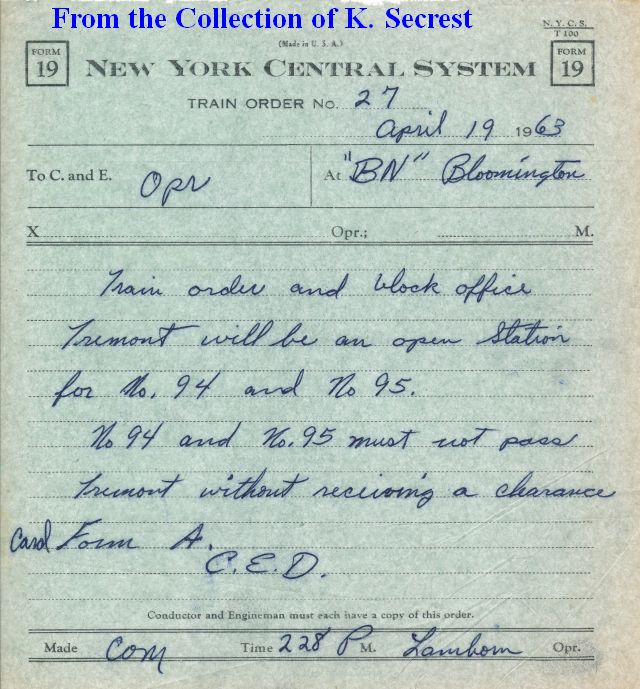 From the Collection of K. Secrest
N. Y. C. S.
T 100
(Made in U. S. A.)
FORM 19
NEW YORK CENTRAL SYSTEM
FORM 19
TRAIN ORDER No. 27
April 19 1963
To C. and E. Opr At "BN" Bloomington
X Opr.; M.
Train order and block office
Tremont will be an open Station
for No. 94 and No 95.
No 94 and No. 95 must not pass
Tremont without receiving a clearance
Card Form A.
C.E.D.
Conductor and Engineman must each have a copy of this order.
Made Com Time 228 P M. Lamhorn Opr.